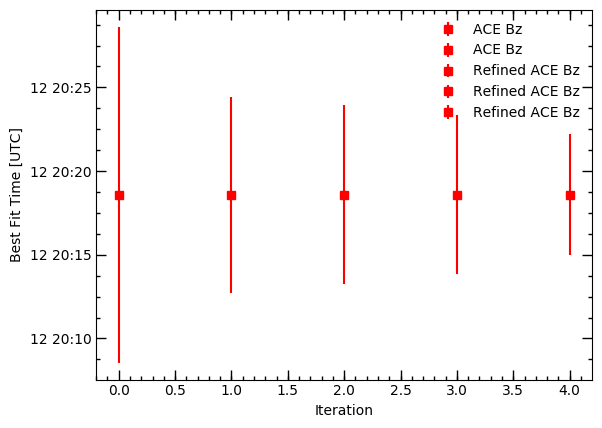 ACE Bz
ACE Bz
Refined ACE Bz
Refined ACE Bz
Refined ACE Bz
Best Fit Time [UTC]
12 20:25
12 20:20
12 20:15
12 20:10
0.0 0.5 1.0 1.5 2.0 2.5 3.0 3.5 4.0
Iteration